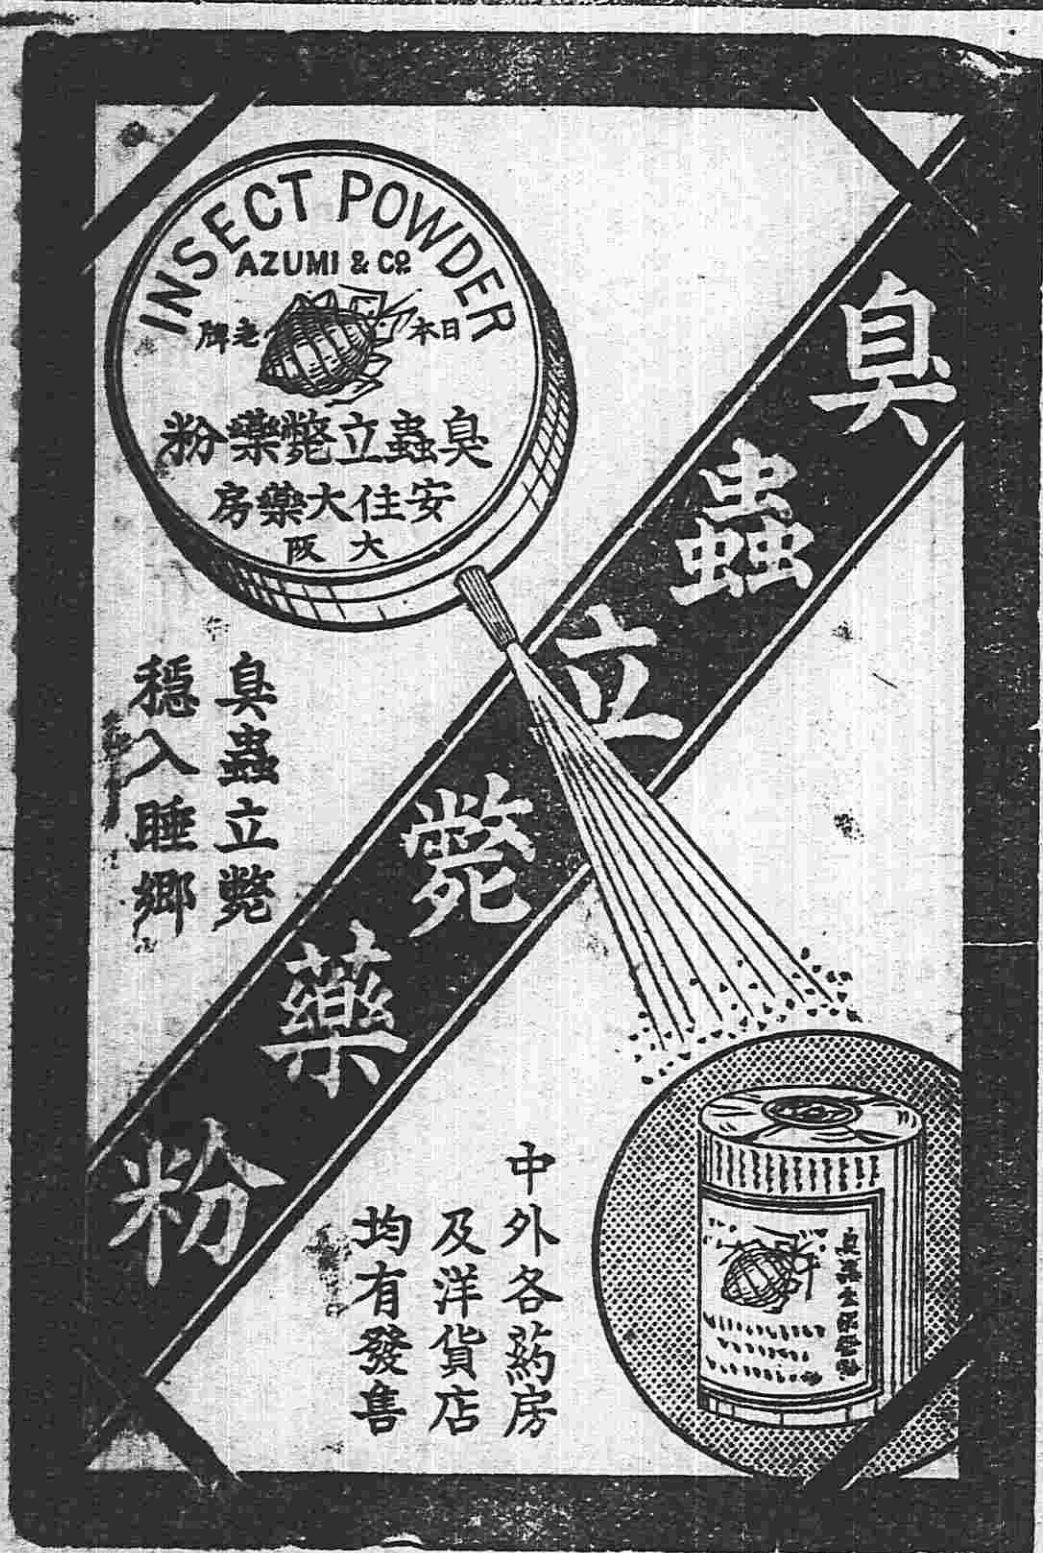 臭蟲立斃藥粉
INSECT POWDER
AZUMI & Co
日本老牌
臭蟲立斃藥粉
安住大藥房
大阪
臭蟲立斃
穩入睡鄉
中外各葯房
及洋貨店
均有發售